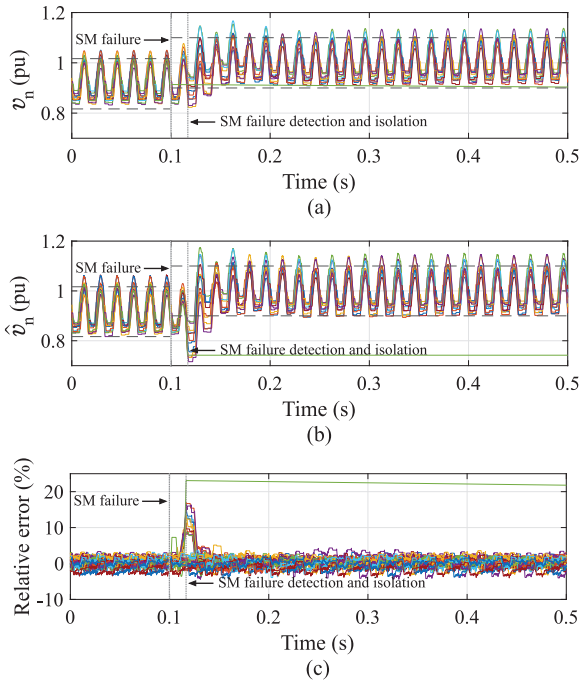 1.2
SM failure
1
vn (pu)
0.8
SM failure detection and isolation
0 0.1 0.2 0.3 0.4 0.5
Time (s)
(a)
1.2
SM failure
1
v̂n (pu)
0.8
SM failure detection and isolation
0 0.1 0.2 0.3 0.4 0.5
Time (s)
(b)
20
SM failure
10
Relative error (%)
0
SM failure detection and isolation
-10
0 0.1 0.2 0.3 0.4 0.5
Time (s)
(c)